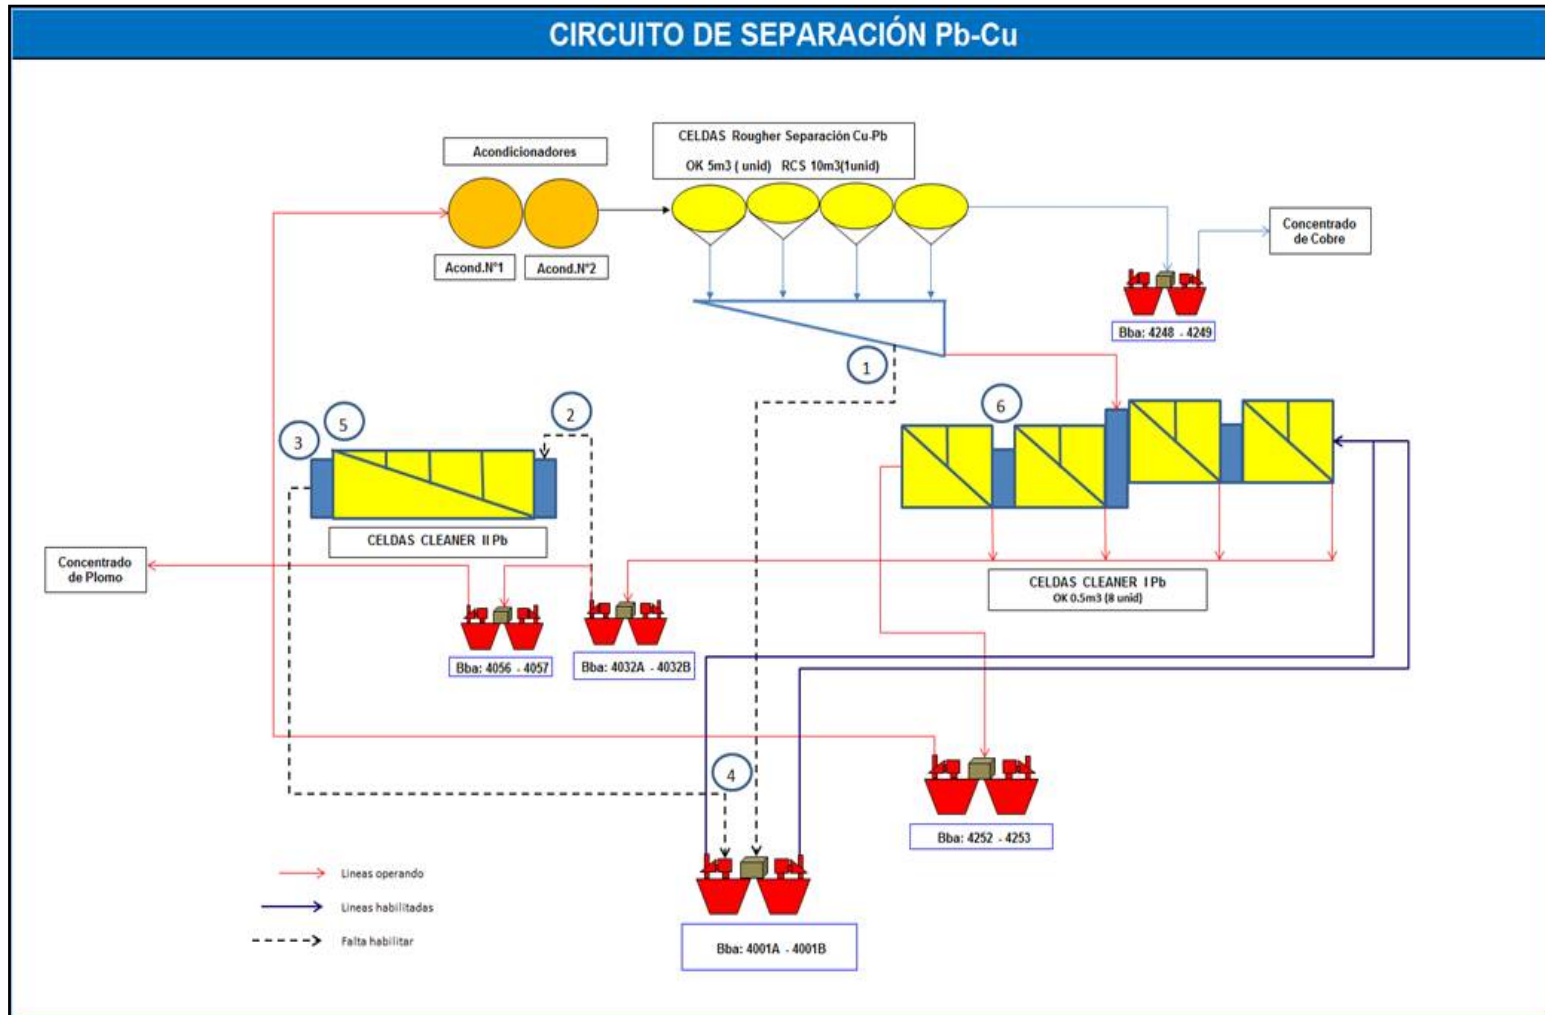 CIRCUITO DE SEPARACIÓN Pb-Cu
CELDAS Rougher Separación Cu-Pb
OK 5m3 ( unid) RCS 10m3(1unid)
Acondicionadores
Acond.N°1
Acond.N°2
Concentrado
de Cobre
Bba: 4248 - 4249
1
2
3
5
6
CELDAS CLEANER II Pb
Concentrado
de Plomo
CELDAS CLEANER I Pb
OK 0.5m3 (8 unid)
Bba: 4056 - 4057
Bba: 4032A - 4032B
4
Bba: 4252 - 4253
Lineas operando
Lineas habilitadas
Falta habilitar
Bba: 4001A - 4001B